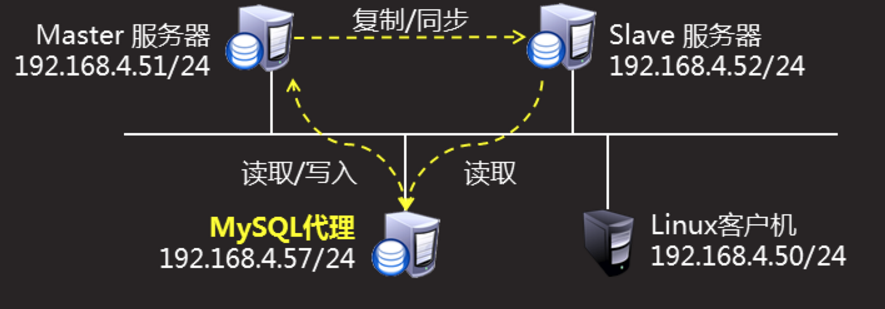 复制/同步
Master 服务器
192.168.4.51/24
Slave 服务器
192.168.4.52/24
读取/写入
读取
MySQL代理
192.168.4.57/24
Linux客户机
192.168.4.50/24